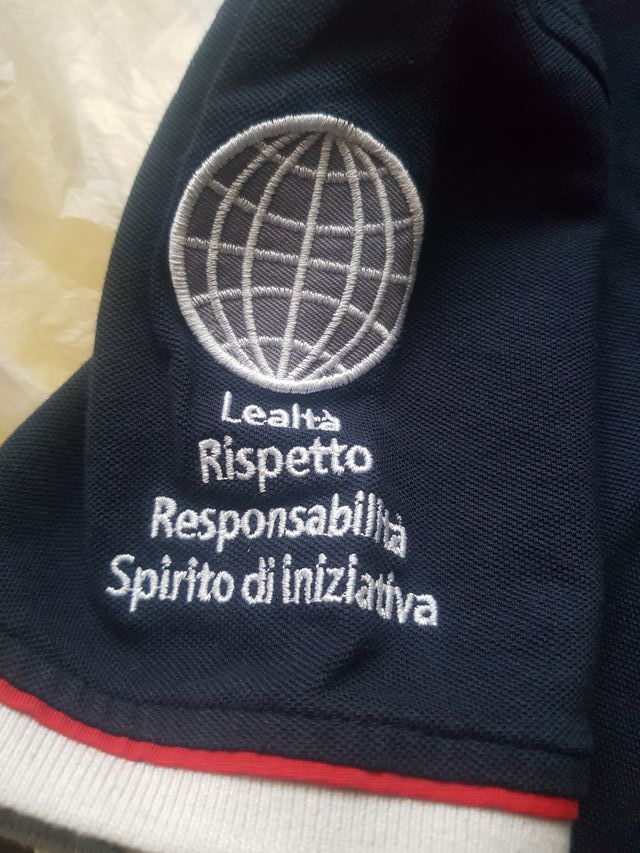 Lealtà
Rispetto
Responsabilità
Spirito di iniziativa